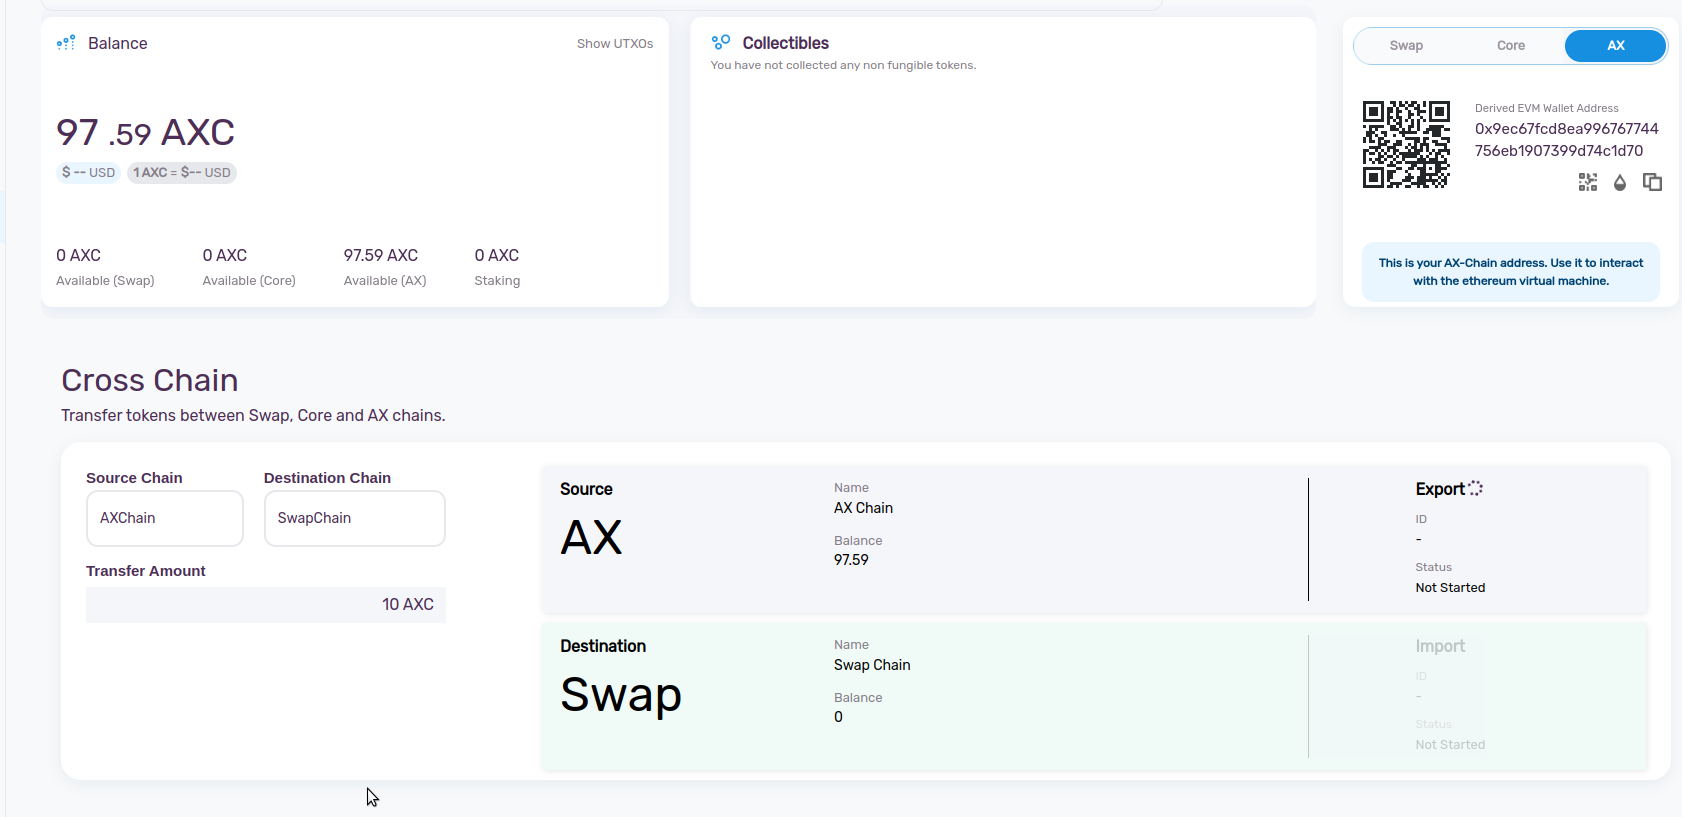 Balance
Show UTXOs
97 .59 AXC
$ -- USD
1 AXC = $-- USD
0 AXC
Available (Swap)
0 AXC
Available (Core)
97.59 AXC
Available (AX)
0 AXC
Staking
Collectibles
You have not collected any non fungible tokens.
Swap
Core
AX
Derived EVM Wallet Address
0x9ec67fcd8ea996767744
756eb1907399d74c1d70
This is your AX-Chain address. Use it to interact
with the ethereum virtual machine.
Cross Chain
Transfer tokens between Swap, Core and AX chains.
Source Chain
AXChain
Destination Chain
SwapChain
Transfer Amount
10 AXC
Source
AX
Name
AX Chain
Balance
97.59
Export
ID
-
Status
Not Started
Destination
Swap
Name
Swap Chain
Balance
0
Import
ID
-
Status
Not Started